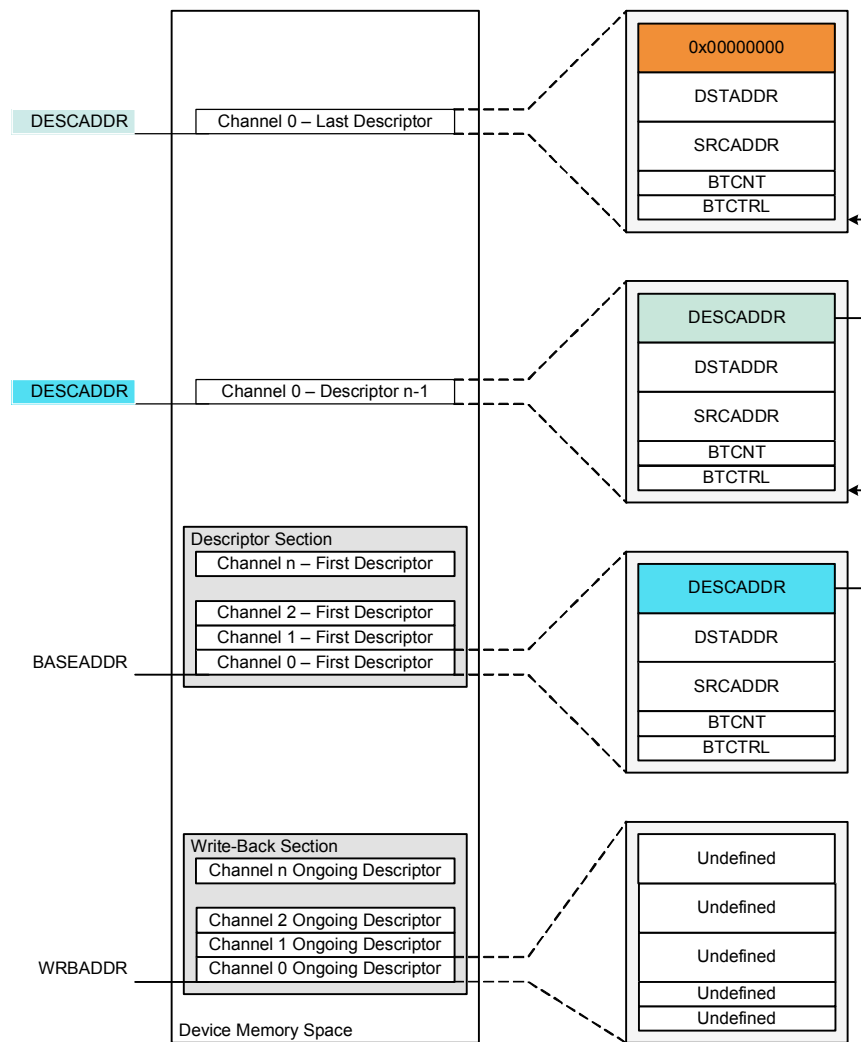 0x00000000
DESCADDR
Channel 0 – Last Descriptor
DSTADDR
SRCADDR
BTCNT
BTCTRL
DESCADDR
DESCADDR
Channel 0 – Descriptor n-1
DSTADDR
SRCADDR
BTCNT
BTCTRL
Descriptor Section
Channel n – First Descriptor
Channel 2 – First Descriptor
Channel 1 – First Descriptor
BASEADDR
Channel 0 – First Descriptor
DESCADDR
DSTADDR
SRCADDR
BTCNT
BTCTRL
Write-Back Section
Channel n Ongoing Descriptor
Channel 2 Ongoing Descriptor
Channel 1 Ongoing Descriptor
WRBADDR
Channel 0 Ongoing Descriptor
Undefined
Undefined
Undefined
Undefined
Undefined
Device Memory Space